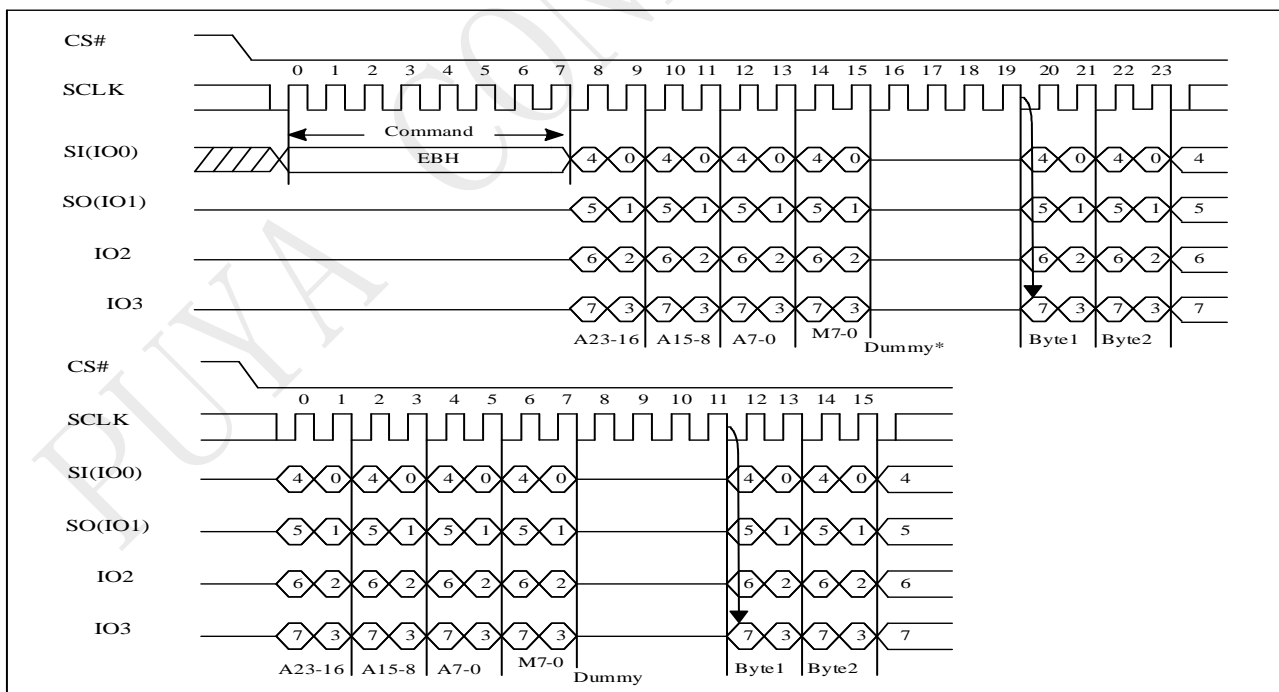 PUYA CON
CS#
0 1 2 3 4 5 6 7 8 9 10 11 12 13 14 15 16 17 18 19 20 21 22 23
SCLK
Command
SI(IO0) EBH 4 0 4 0 4 0 4 0 4 0 4 0 4
SO(IO1) 5 1 5 1 5 1 5 1 5 1 5 1 5
IO2 6 2 6 2 6 2 6 2 6 2 6 2 6
IO3 7 3 7 3 7 3 7 3 7 3 7 3 7
A23-16 A15-8 A7-0 M7-0 Dummy* Byte1 Byte2
CS#
0 1 2 3 4 5 6 7 8 9 10 11 12 13 14 15
SCLK
SI(IO0) 4 0 4 0 4 0 4 0 4 0 4 0 4
SO(IO1) 5 1 5 1 5 1 5 1 5 1 5 1 5
IO2 6 2 6 2 6 2 6 2 6 2 6 2 6
IO3 7 3 7 3 7 3 7 3 7 3 7 3 7
A23-16 A15-8 A7-0 M7-0 Dummy Byte1 Byte2